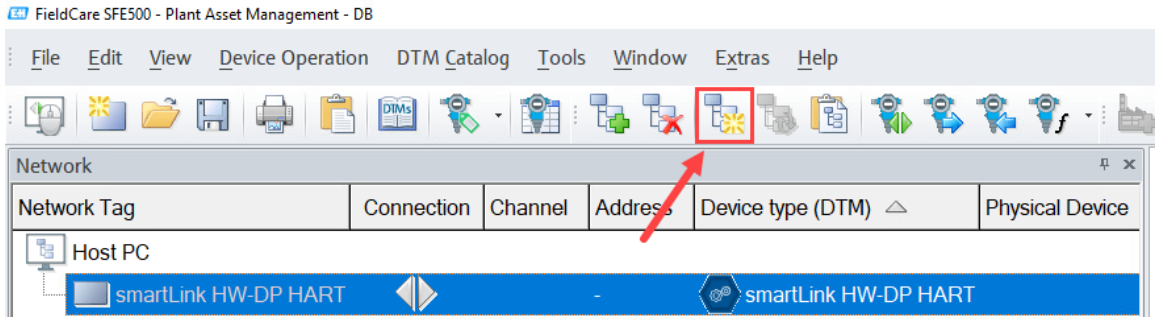 E+H FieldCare SFE500 - Plant Asset Management - DB
File Edit View Device Operation DTM Catalog Tools Window Extras Help
DTMs f
Network
Network Tag Connection Channel Address Device type (DTM) Physical Device
Host PC
smartLink HW-DP HART - smartLink HW-DP HART